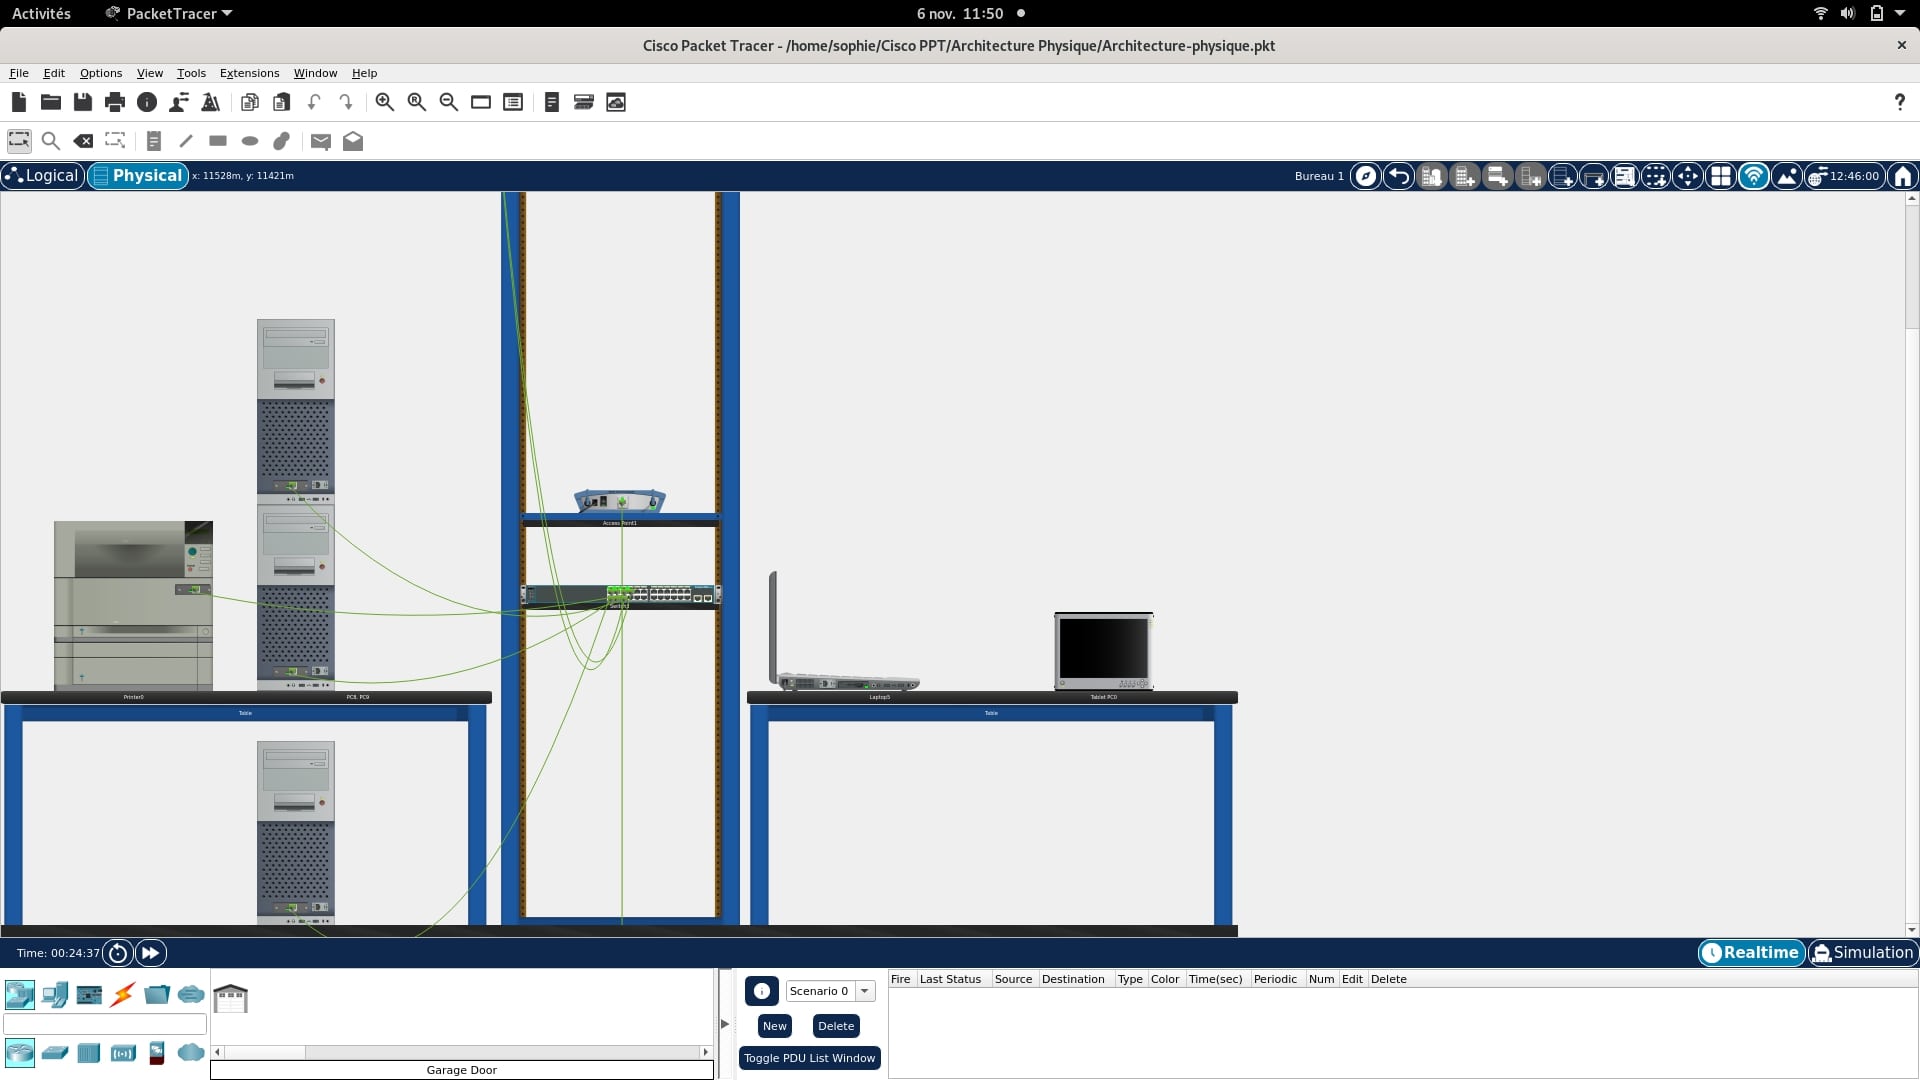 Activités PacketTracer 6 nov. 11:50
Cisco Packet Tracer - /home/sophie/Cisco PPT/Architecture Physique/Architecture-physique.pkt
File Edit Options View Tools Extensions Window Help
Logical Physical x: 11528m, y: 11421m Bureau 1 12:46:00
Access Point1
Printer0 PC8, PC9 Laptop5 Tablet PC0
Table Table
Time: 00:24:37 Realtime Simulation
Fire Last Status Source Destination Type Color Time(sec) Periodic Num Edit Delete
Scenario 0
New Delete
Toggle PDU List Window
Garage Door